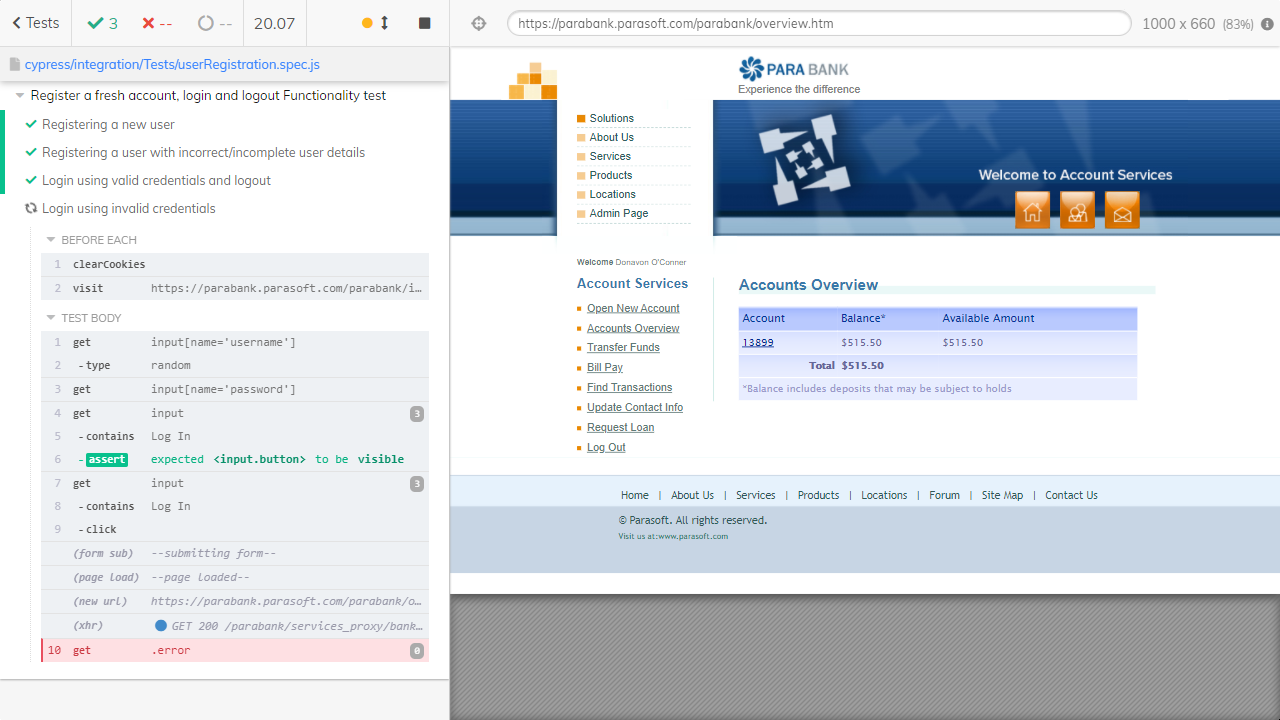 Tests
3
--
--
20.07
cypress/integration/Tests/userRegistration.spec.js
Register a fresh account, login and logout Functionality test
Registering a new user
Registering a user with incorrect/incomplete user details
Login using valid credentials and logout
Login using invalid credentials
BEFORE EACH
1 clearCookies
2 visit https://parabank.parasoft.com/parabank/i…
TEST BODY
1 get input[name='username']
2 -type random
3 get input[name='password']
4 get input 3
5 -contains Log In
6 -assert expected <input.button> to be visible
7 get input 3
8 -contains Log In
9 -click
(form sub) --submitting form--
(page load) --page loaded--
(new url) https://parabank.parasoft.com/parabank/o…
(xhr) GET 200 /parabank/services_proxy/bank…
10 get .error 0
https://parabank.parasoft.com/parabank/overview.htm
1000 x 660 (83%)
PARA BANK
Experience the difference
Solutions
About Us
Services
Products
Locations
Admin Page
Welcome to Account Services
Welcome Donavon O'Conner
Account Services
Open New Account
Accounts Overview
Transfer Funds
Bill Pay
Find Transactions
Update Contact Info
Request Loan
Log Out
Accounts Overview
Account Balance* Available Amount
13899 $515.50 $515.50
Total $515.50
*Balance includes deposits that may be subject to holds
Home | About Us | Services | Products | Locations | Forum | Site Map | Contact Us
© Parasoft. All rights reserved.
Visit us at:www.parasoft.com